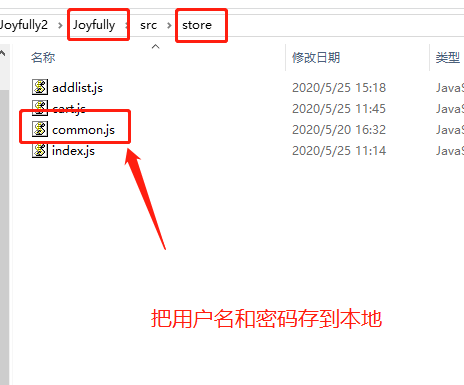 Joyfully2 > Joyfully > src > store
名称 修改日期 类型
addlist.js 2020/5/25 15:18 JavaS
cart.js 2020/5/25 11:45 JavaS
common.js 2020/5/20 16:32 JavaS
index.js 2020/5/25 11:14 JavaS
把用户名和密码存到本地